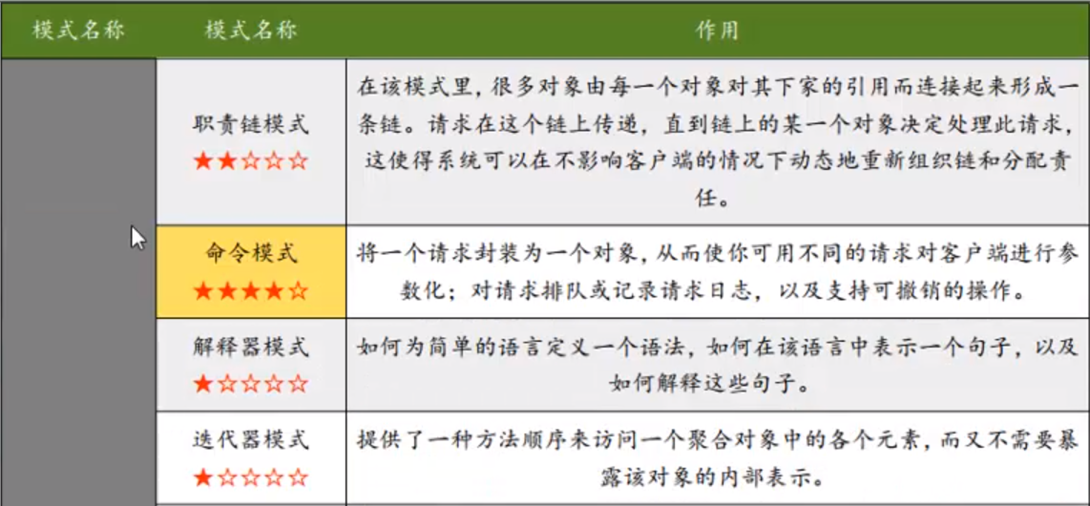 模式名称 模式名称 作用
职责链模式
★★☆☆☆
在该模式里，很多对象由每一个对象对其下家的引用而连接起来形成一
条链。请求在这个链上传递，直到链上的某一个对象决定处理此请求，
这使得系统可以在不影响客户端的情况下动态地重新组织链和分配责
任。
命令模式
★★★★☆
将一个请求封装为一个对象，从而使你可用不同的请求对客户端进行参
数化；对请求排队或记录请求日志，以及支持可撤销的操作。
解释器模式
★☆☆☆☆
如何为简单的语言定义一个语法，如何在该语言中表示一个句子，以及
如何解释这些句子。
迭代器模式
★☆☆☆☆
提供了一种方法顺序来访问一个聚合对象中的各个元素，而又不需要暴
露该对象的内部表示。